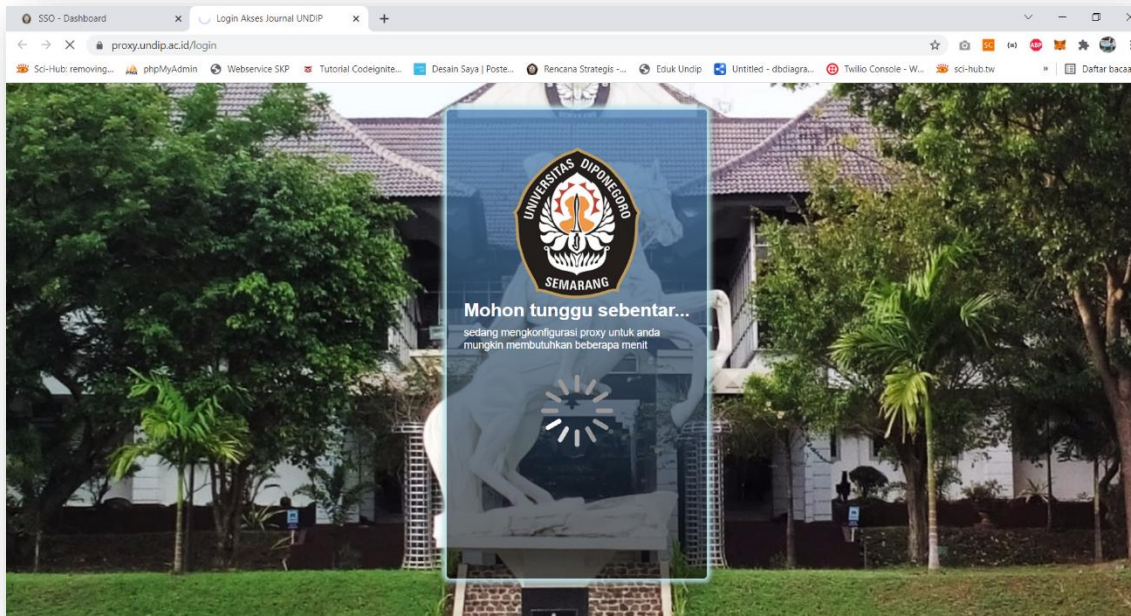 SSO - Dashboard
Login Akses Journal UNDIP
proxy.undip.ac.id/login
Sci-Hub: removing...
phpMyAdmin
Webservice SKP
Tutorial Codeignite...
Desain Saya | Poste...
Rencana Strategis -...
Eduk Undip
Untitled - dbdiagra...
Twilio Console - W...
sci-hub.tw
»
Daftar bacaa
UNIVERSITAS DIPONEGORO
SEMARANG
Mohon tunggu sebentar...
sedang mengkonfigurasi proxy untuk anda
mungkin membutuhkan beberapa menit